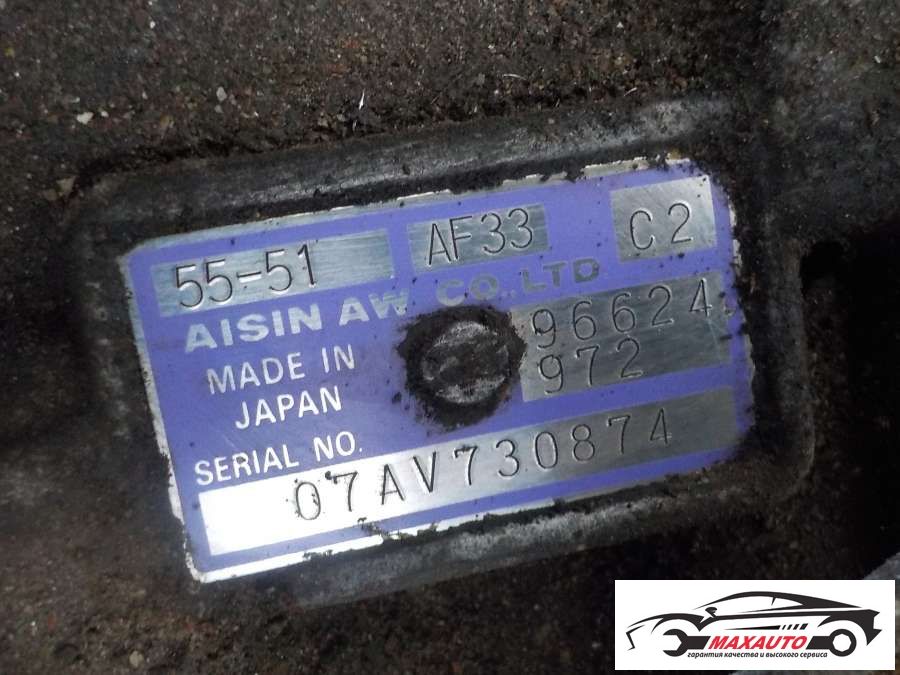 55-51 AF33 C2
AISIN AW CO.,LTD
MADE IN
JAPAN
96624
972
SERIAL NO.
07AV730874
MAXAUTO
гарантия качества и высокого сервиса